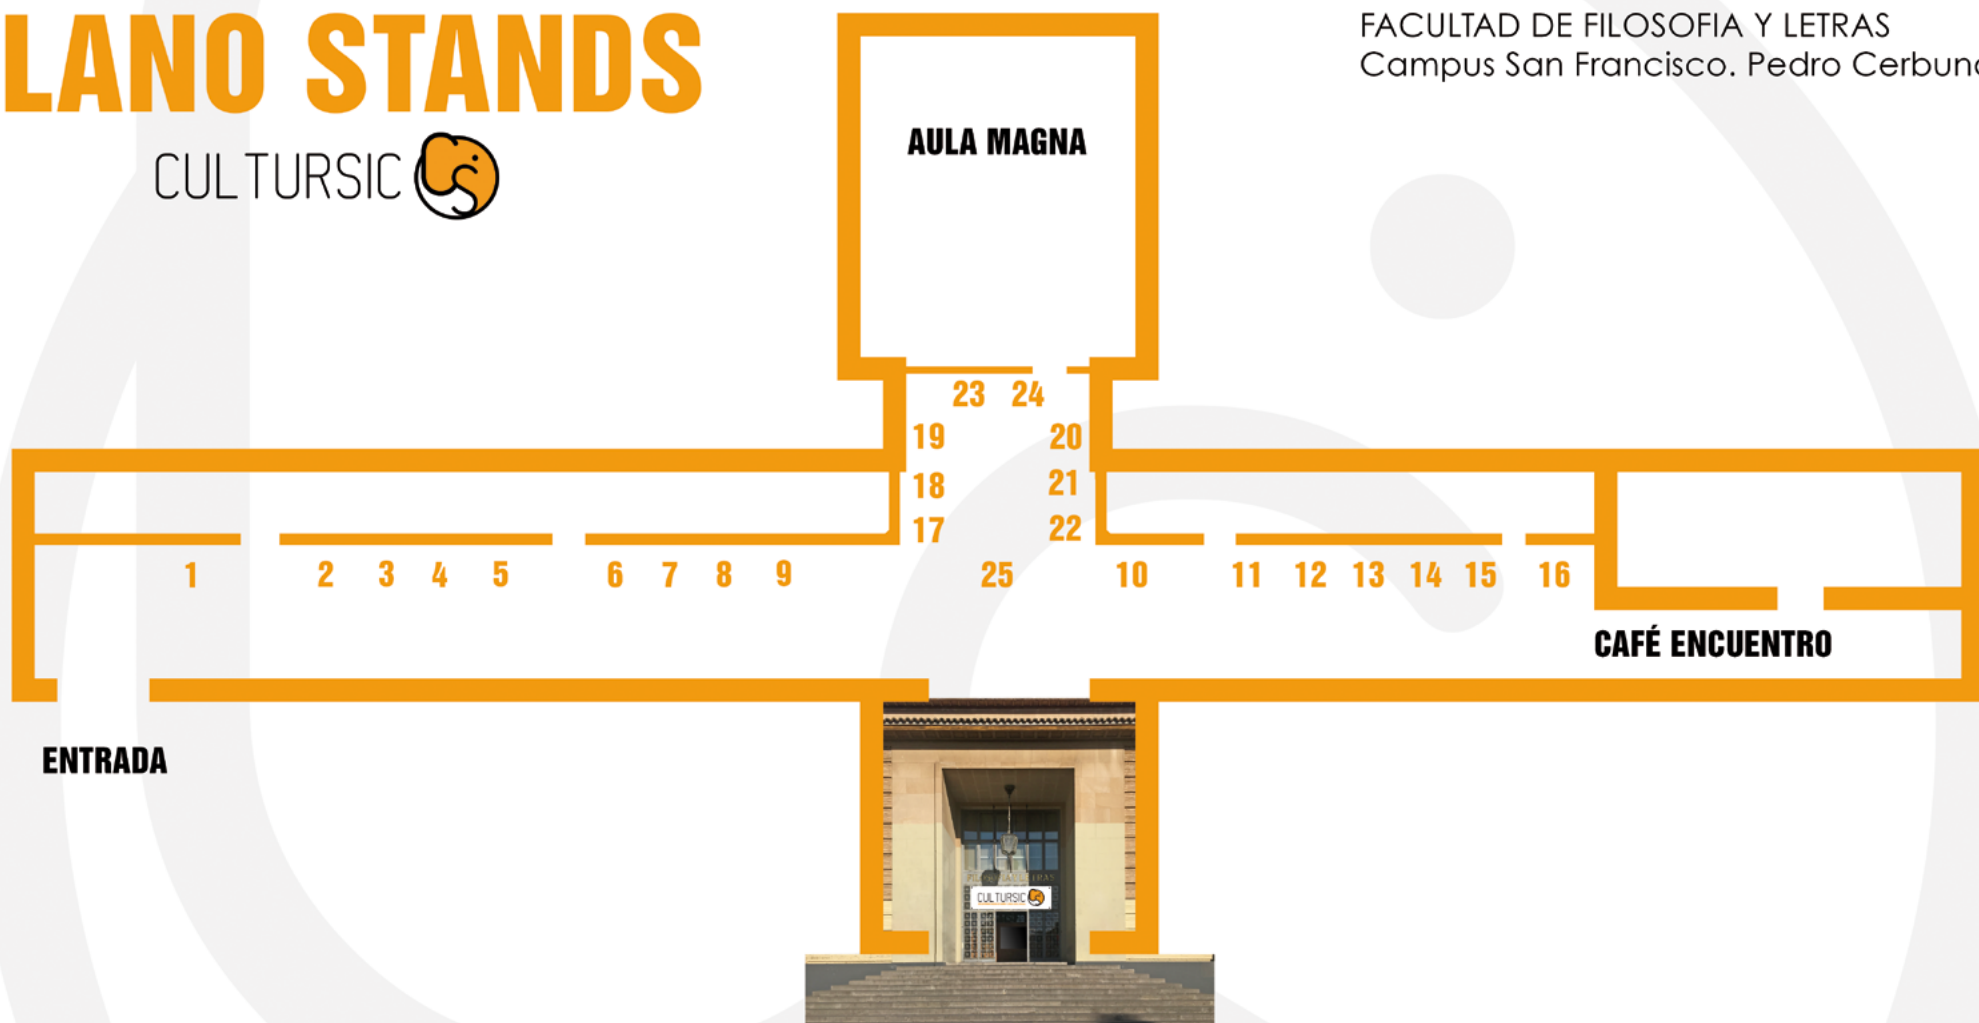 LANO STANDS
CULTURSIC
FACULTAD DE FILOSOFIA Y LETRAS
Campus San Francisco. Pedro Cerbuna
AULA MAGNA
23 24
19 20
18 21
17 22
1 2 3 4 5 6 7 8 9 25 10 11 12 13 14 15 16
CAFÉ ENCUENTRO
ENTRADA
CULTURSIC